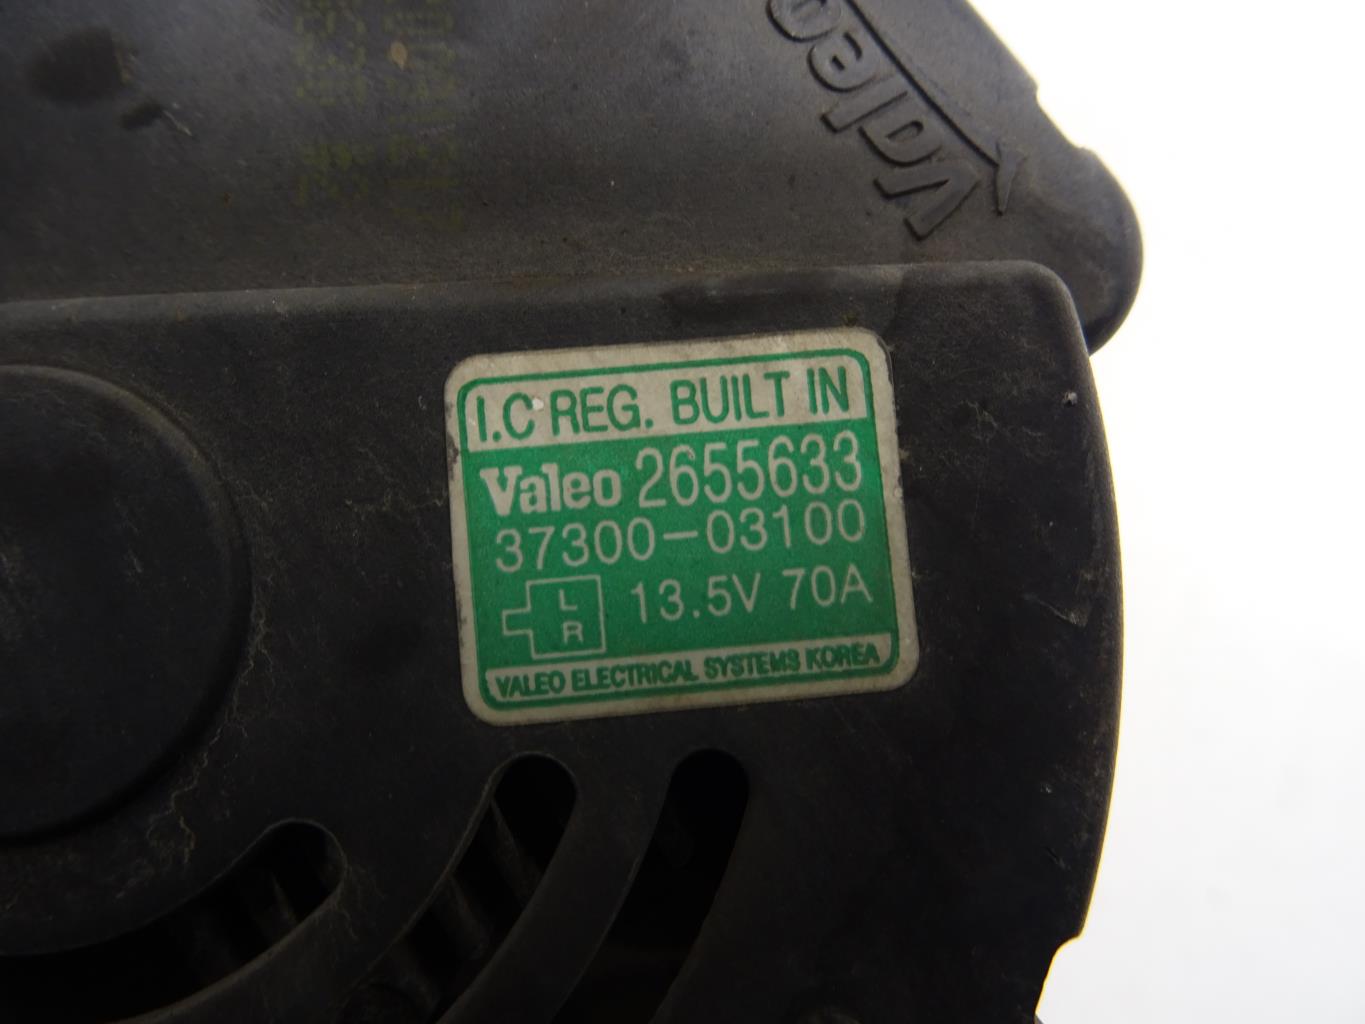 Valeo
I.C REG. BUILT IN
Valeo 2655633
37300-03100
L
R
13.5V 70A
VALEO ELECTRICAL SYSTEMS KOREA